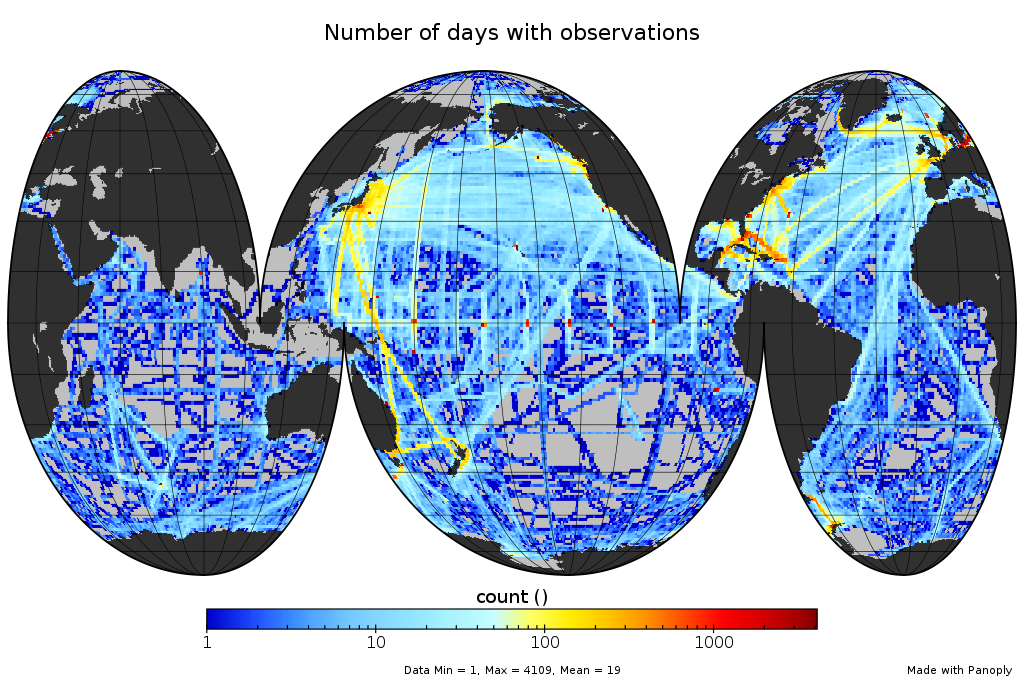 Number of days with observations
count ()
1 10 100 1000
Data Min = 1, Max = 4109, Mean = 19
Made with Panoply